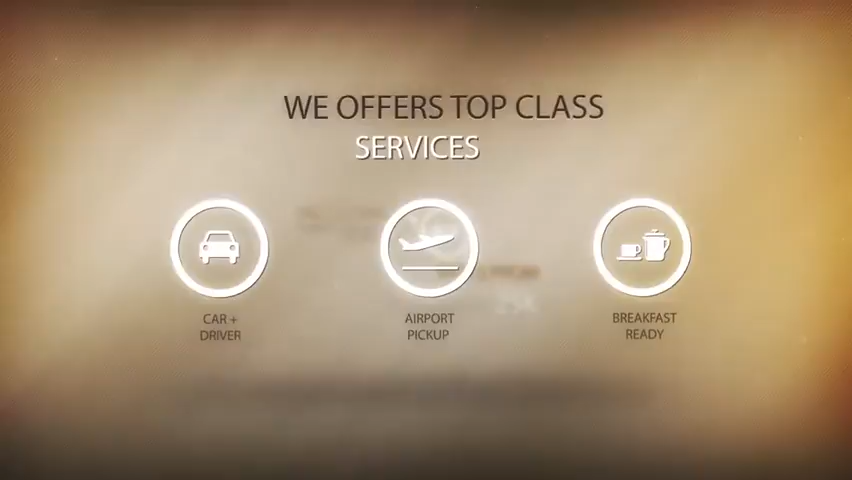 WE OFFERS TOP CLASS
SERVICES
CAR +
DRIVER
AIRPORT
PICKUP
BREAKFAST
READY